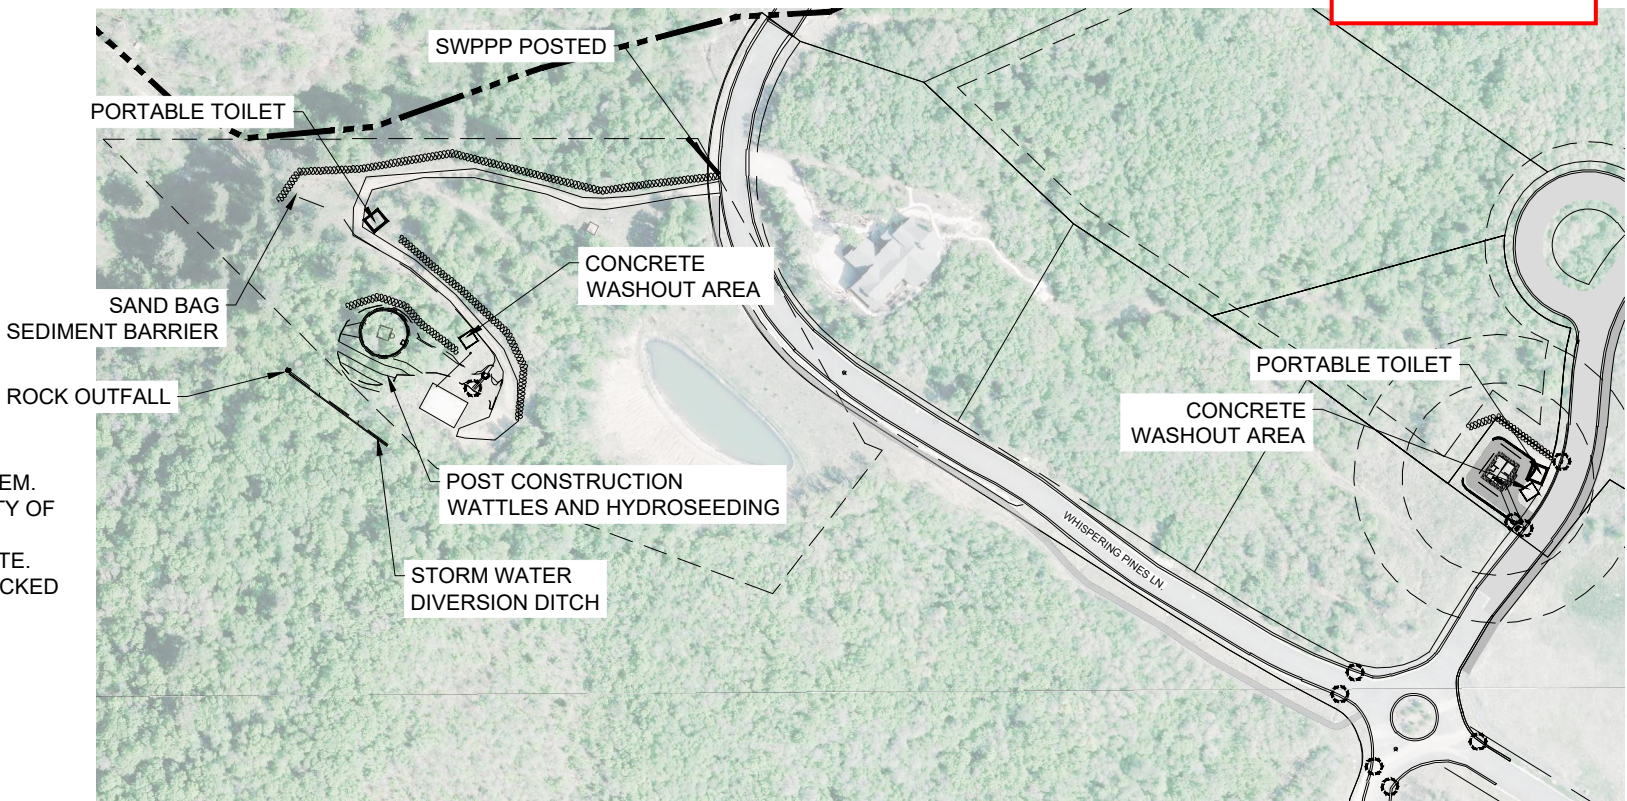 SWPPP POSTED
PORTABLE TOILET
CONCRETE
WASHOUT AREA
SAND BAG
SEDIMENT BARRIER
ROCK OUTFALL
PORTABLE TOILET
CONCRETE
WASHOUT AREA
POST CONSTRUCTION
WATTLES AND HYDROSEEDING
EM.
TY OF
TE.
CKED
STORM WATER
DIVERSION DITCH
WHISPERING PINES LN.